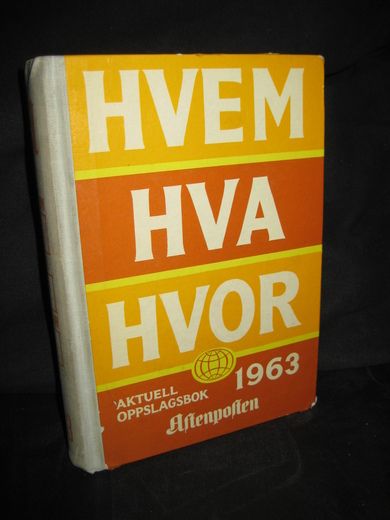 HVEM
HVA
HVOR
1963
AKTUELL
OPPSLAGSBOK
Aftenposten